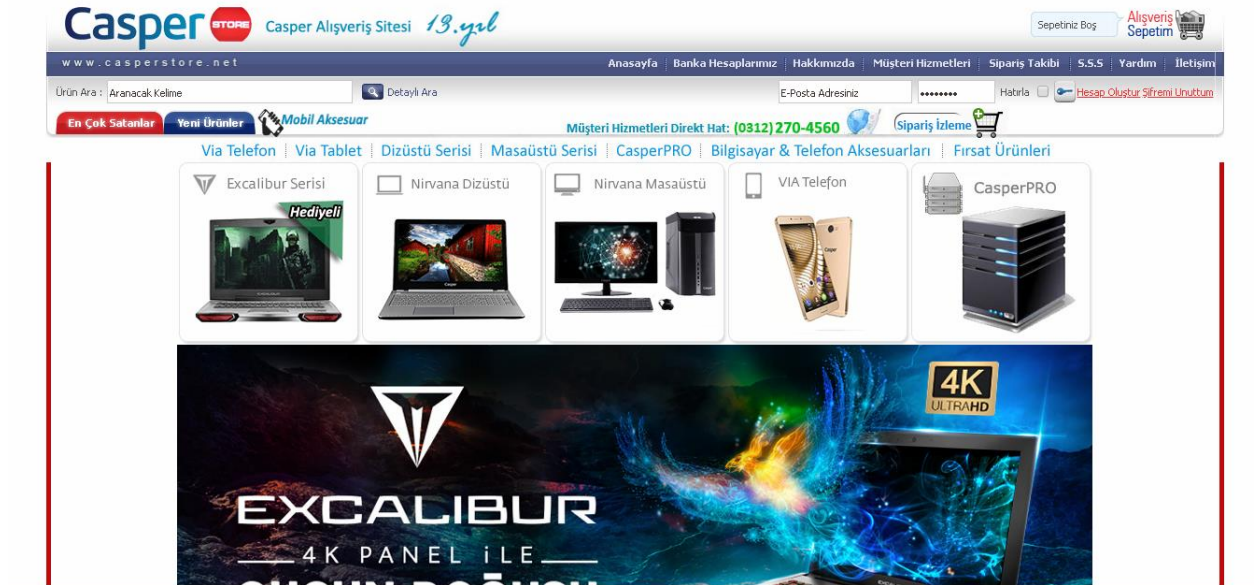 Casper STORE Casper Alışveriş Sitesi 13.yıl
Sepetiniz Boş
Alışveriş
Sepetim
www.casperstore.net
Anasayfa Banka Hesaplarımız Hakkımızda Müşteri Hizmetleri Sipariş Takibi S.S.S Yardım İletişim
Ürün Ara : Aranacak Kelime Detaylı Ara E-Posta Adresiniz •••••••• Hatırla Hesap Oluştur Şifremi Unuttum
En Çok Satanlar Yeni Ürünler Mobil Aksesuar
Müşteri Hizmetleri Direkt Hat: (0312) 270-4560 Sipariş İzleme
Via Telefon Via Tablet Dizüstü Serisi Masaüstü Serisi CasperPRO Bilgisayar & Telefon Aksesuarları Fırsat Ürünleri
Excalibur Serisi Nirvana Dizüstü Nirvana Masaüstü VIA Telefon CasperPRO
Hediyeli
4K
ULTRAHD
EXCALIBUR
4K PANEL İLE